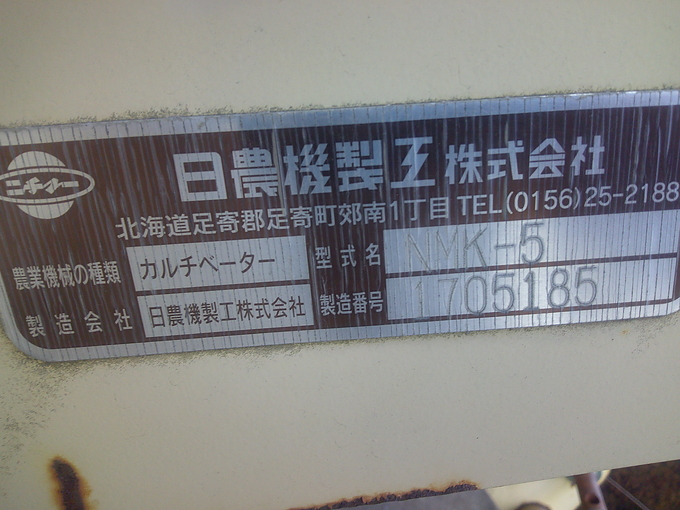 ニチノー
日農機製工株式会社
北海道足寄郡足寄町郊南1丁目 TEL(0156)25-2188
農業機械の種類 カルチベーター 型式名 NMK-5
製造会社 日農機製工株式会社 製造番号 1705185